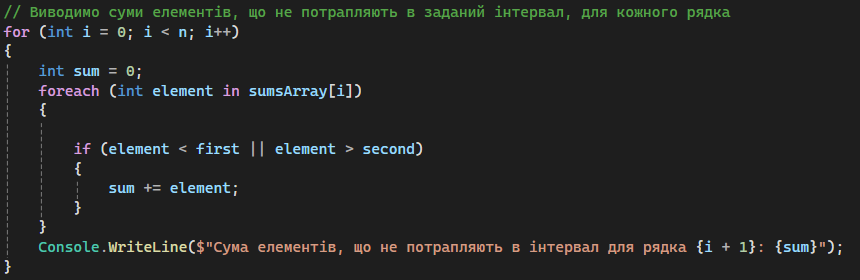 // Виводимо суми елементів, що не потрапляють в заданий інтервал, для кожного рядка
for (int i = 0; i < n; i++)
{
    int sum = 0;
    foreach (int element in sumsArray[i])
    {
        if (element < first || element > second)
        {
            sum += element;
        }
    }
    Console.WriteLine($"Сума елементів, що не потрапляють в інтервал для рядка {i + 1}: {sum}");
}